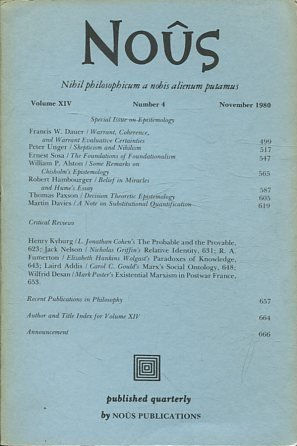 NOÛS
Nihil philosophicum a nobis alienum putamus
Volume XIV Number 4 November 1980
Special Issue on Epistemology
Francis W. Dauer / Warrant, Coherence,
and Warrant Evaluative Certainties 499
Peter Unger / Skepticism and Nihilism 517
Ernest Sosa / The Foundations of Foundationalism 547
William P. Alston / Some Remarks on
Chisholm's Epistemology 565
Robert Hambourger / Belief in Miracles
and Hume's Essay 587
Thomas Paxson / Decision Theoretic Epistemology 605
Martin Davies / A Note on Substitutional Quantification 619
Critical Reviews
Henry Kyburg / L. Jonathan Cohen's The Probable and the Provable,
623; Jack Nelson / Nicholas Griffin's Relative Identity, 631; R. A.
Fumerton / Elizabeth Hankins Wolgast's Paradoxes of Knowledge,
643; Laird Addis / Carol C. Gould's Marx's Social Ontology, 648;
Wilfrid Desan / Mark Poster's Existential Marxism in Postwar France,
653.
Recent Publications in Philosophy 657
Author and Title Index for Volume XIV 664
Announcement 666
published quarterly
by NOÛS PUBLICATIONS